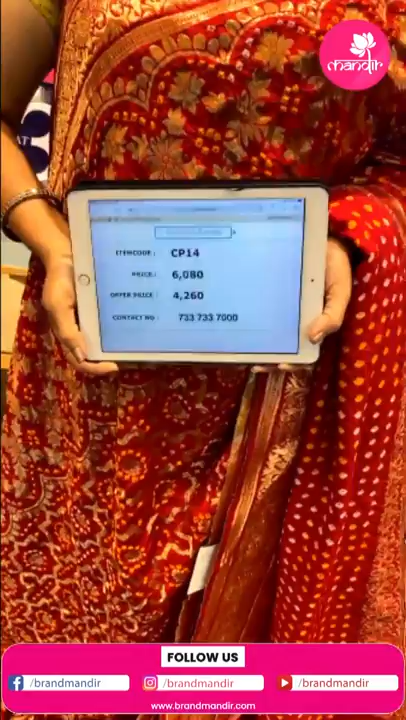 mandir
ITEMCODE : CP14
PRICE : 6,080
OFFER PRICE : 4,260
CONTACT NO : 733 733 7000
FOLLOW US
/brandmandir /brandmandir /brandmandir
www.brandmandir.com